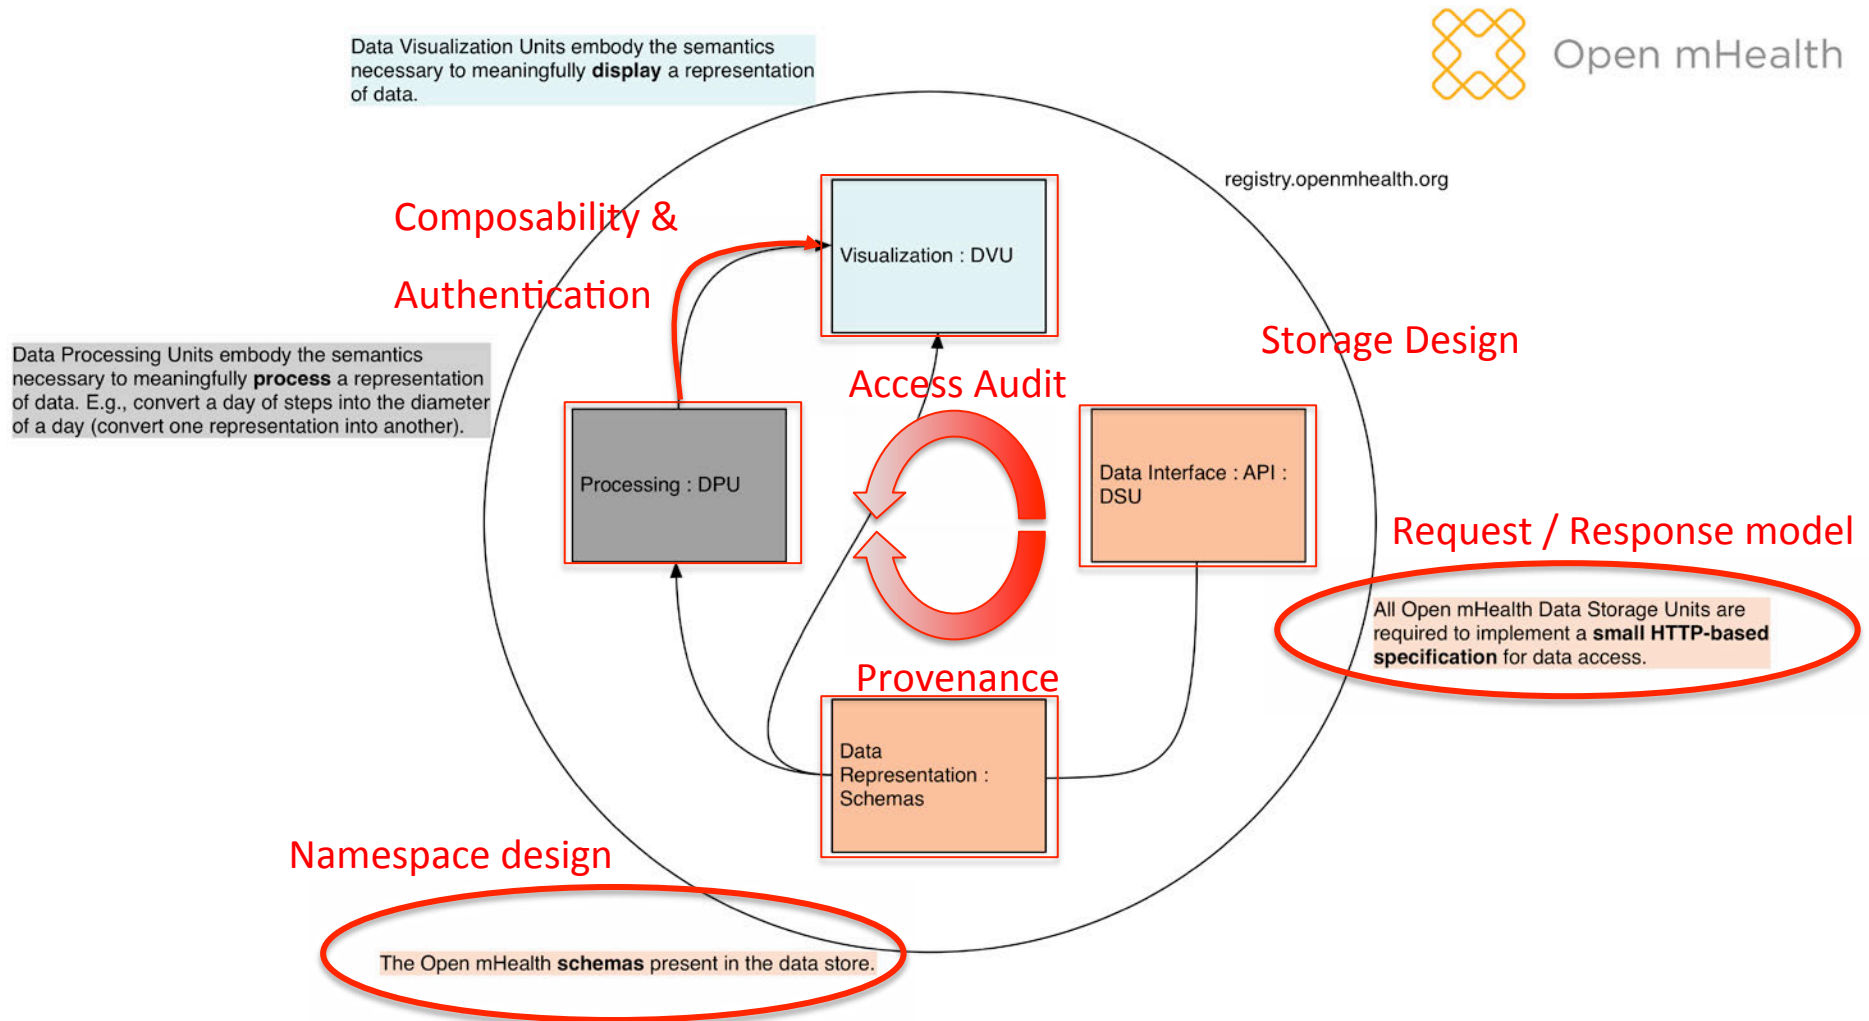 Data Visualization Units embody the semantics
necessary to meaningfully display a representation
of data.
Open mHealth
registry.openmhealth.org
Composability &
Authentication
Visualization : DVU
Storage Design
Data Processing Units embody the semantics
necessary to meaningfully process a representation
of data. E.g., convert a day of steps into the diameter
of a day (convert one representation into another).
Access Audit
Processing : DPU
Data Interface : API :
DSU
Request / Response model
All Open mHealth Data Storage Units are
required to implement a small HTTP-based
specification for data access.
Provenance
Data
Representation :
Schemas
Namespace design
The Open mHealth schemas present in the data store.